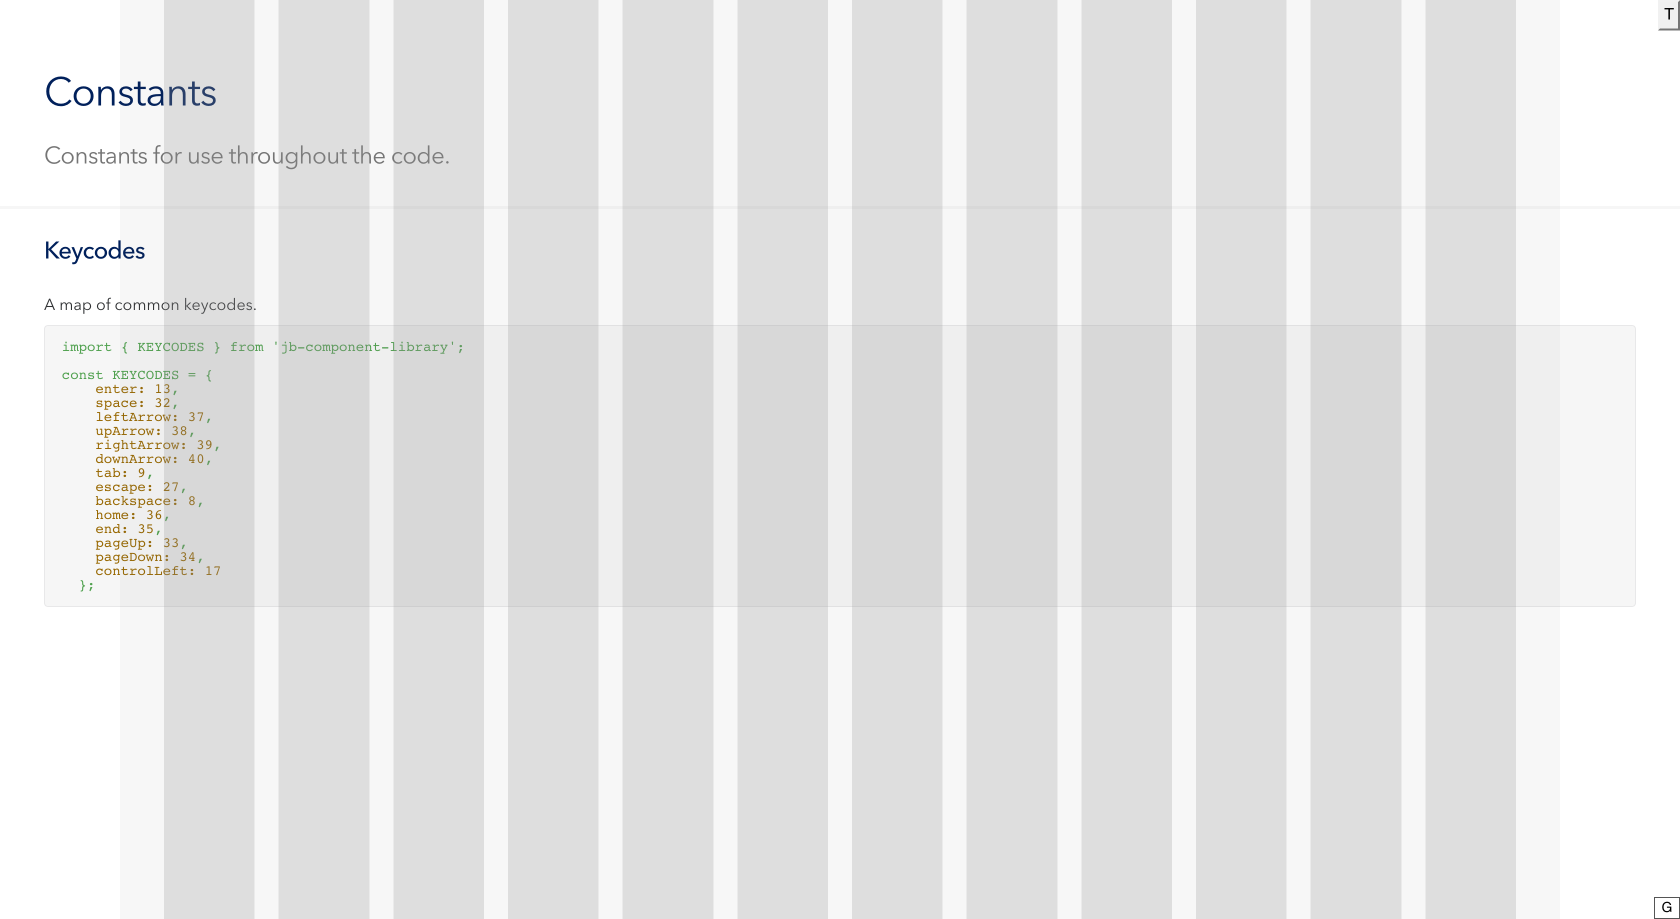 T
Constants
Constants for use throughout the code.
Keycodes
A map of common keycodes.
import { KEYCODES } from 'jb-component-library';
const KEYCODES = {
    enter: 13,
    space: 32,
    leftArrow: 37,
    upArrow: 38,
    rightArrow: 39,
    downArrow: 40,
    tab: 9,
    escape: 27,
    backspace: 8,
    home: 36,
    end: 35,
    pageUp: 33,
    pageDown: 34,
    controlLeft: 17
  };
G